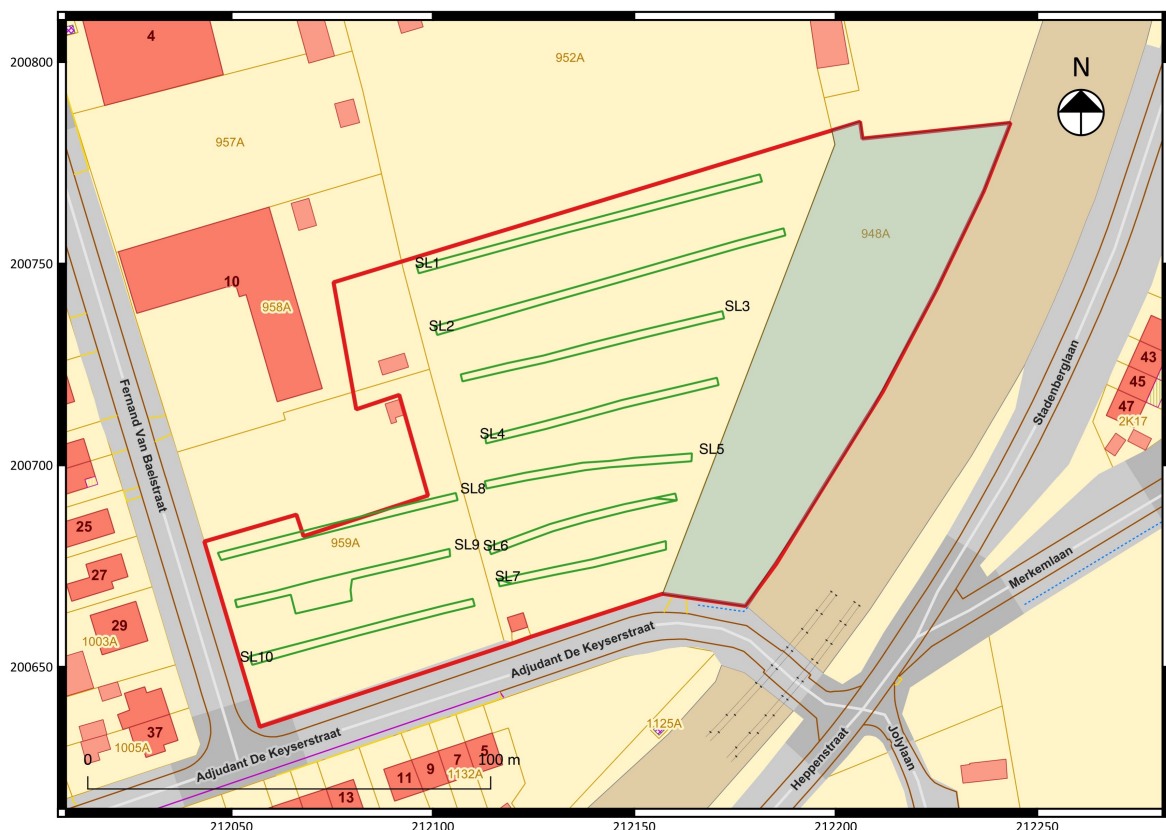 4
952A
200800
N
957A
948A
200750
SL1
10
958A
SL2
SL3
43
45
47
2K17
Stadenberglaan
Fernand Van Baelstraat
SL4
SL5
200700
SL8
25
959A
SL9
SL6
27
SL7
Merkemlaan
29
1003A
SL10
200650
Adjudant De Keyserstraat
37
1005A
1125A
Jolylaan
Heppenstraat
Adjudant De Keyserstraat
5
7
9
11
1132A
13
0
100 m
212050
212100
212150
212200
212250